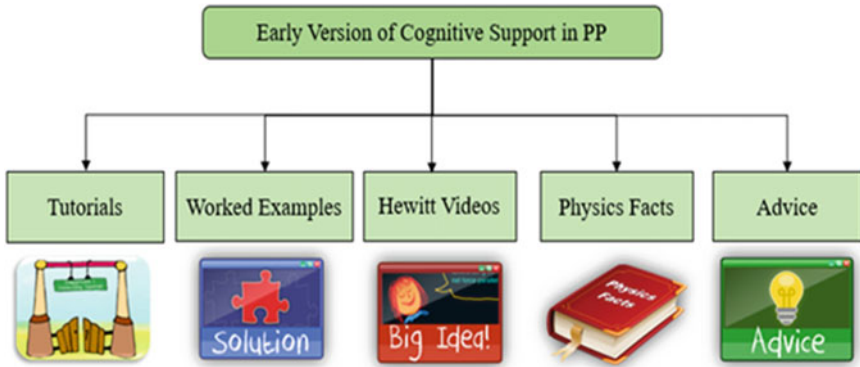 Early Version of Cognitive Support in PP
Tutorials
Worked Examples
Hewitt Videos
Physics Facts
Advice
Solution
Big Idea!
Physics
Facts
Advice